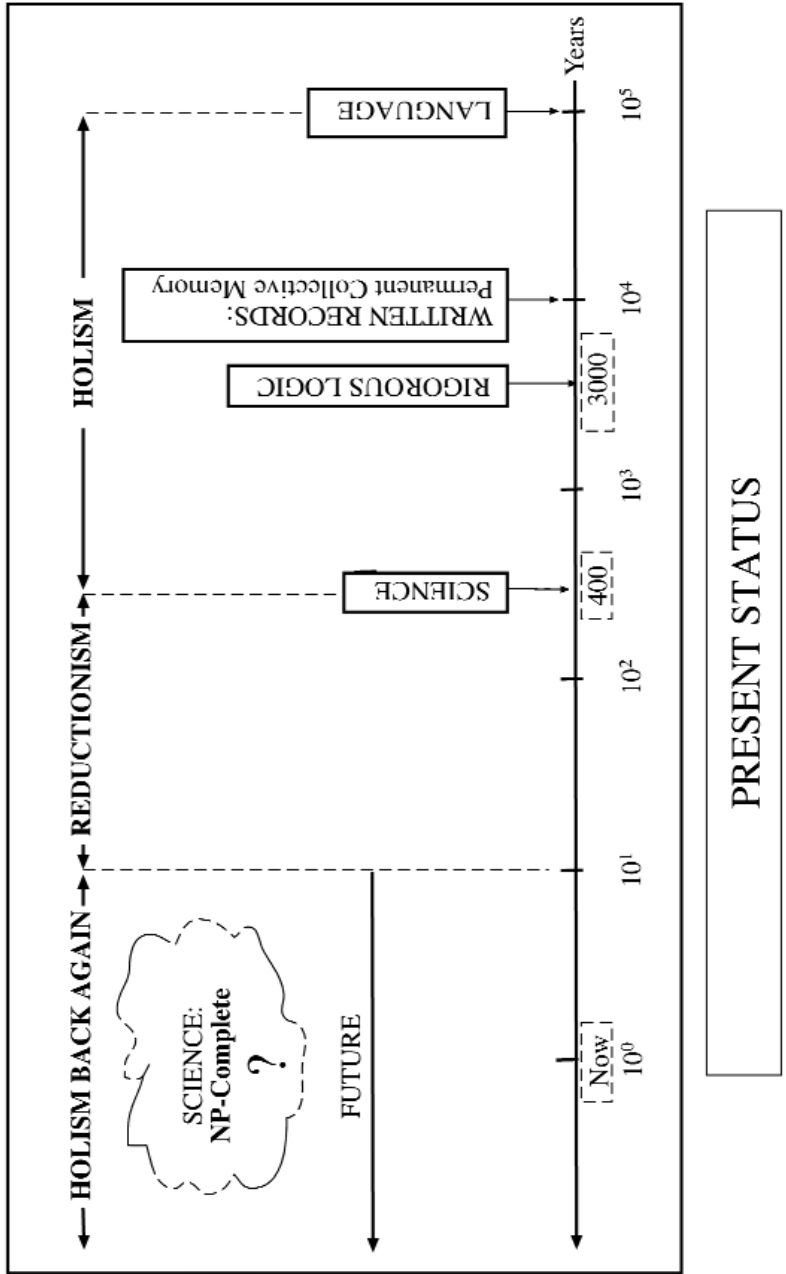 HOLISM BACK AGAIN
REDUCTIONISM
HOLISM
SCIENCE:
NP-Complete
?
FUTURE
SCIENCE
RIGOROUS LOGIC
WRITTEN RECORDS:
Permanent Collective Memory
LANGUAGE
Now
400
3000
Years
10⁰
10¹
10²
10³
10⁴
10⁵
PRESENT STATUS